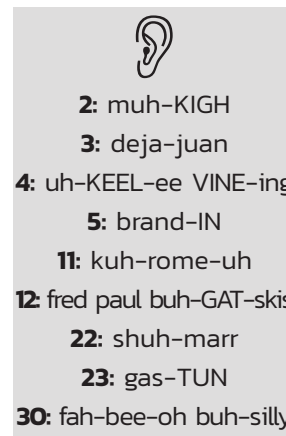 2: muh-KIGH
3: deja-juan
4: uh-KEEL-ee VINE-ing
5: brand-IN
11: kuh-rome-uh
12: fred paul buh-GAT-skis
22: shuh-marr
23: gas-TUN
30: fah-bee-oh buh-silly